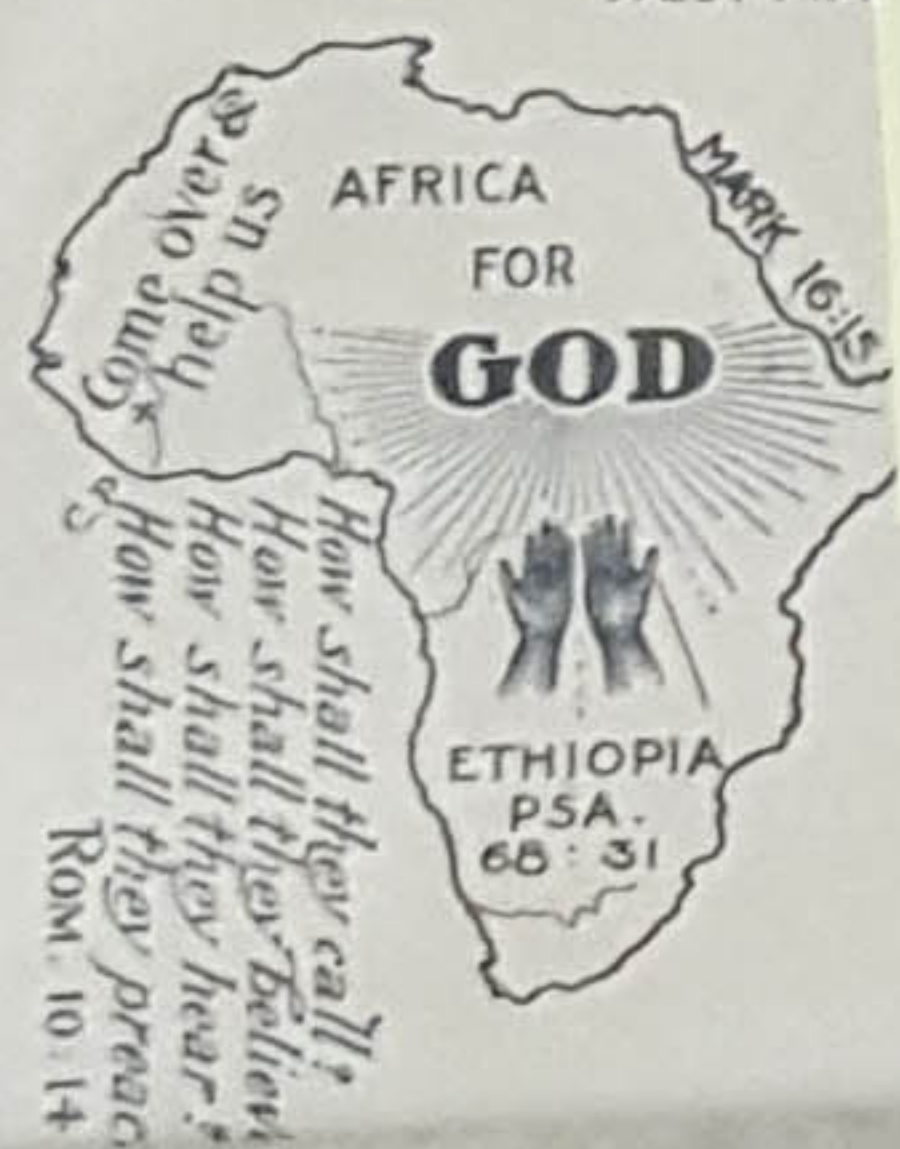 Come over &
help us
AFRICA
FOR
GOD
MARK 16:15
ETHIOPIA
PSA.
68:31
How shall they call?
How shall they believ
How shall they hear?
How shall they preac
ROM. 10:14